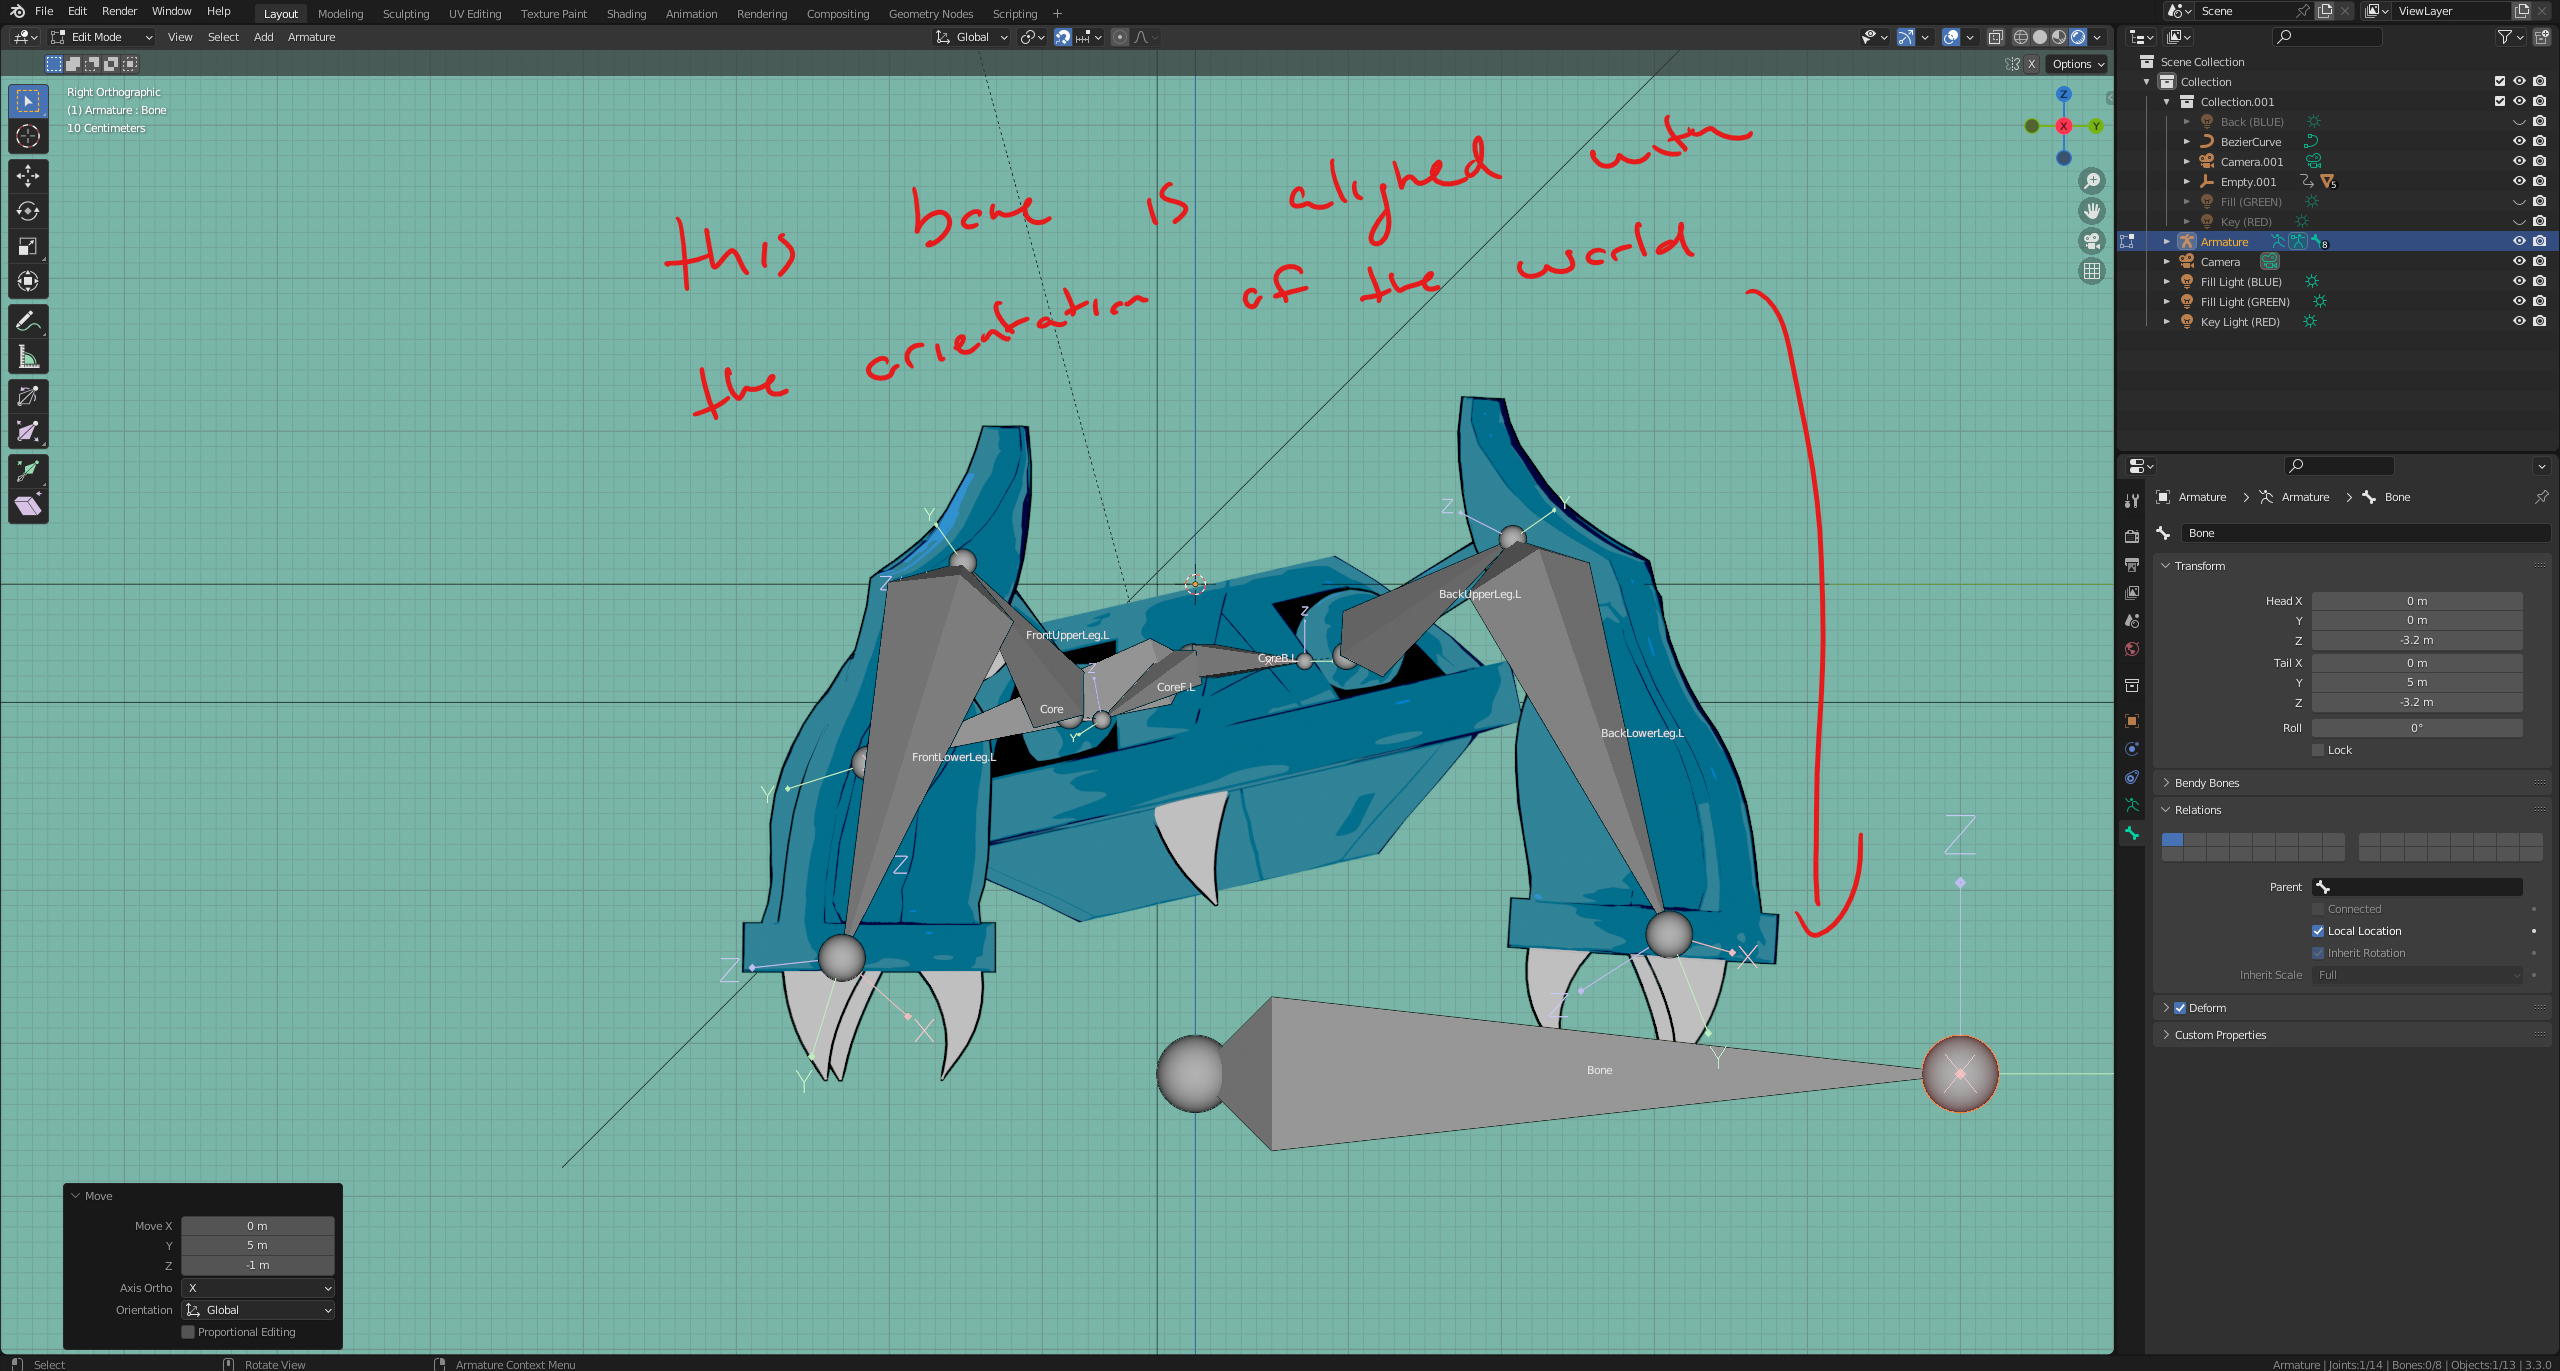 File Edit Render Window Help Layout Modeling Sculpting UV Editing Texture Paint Shading Animation Rendering Compositing Geometry Nodes Scripting + Scene ViewLayer
Edit Mode View Select Add Armature Global
X Options
Right Orthographic
(1) Armature : Bone
10 Centimeters
this bone is aligned with
the orientation of the world
Z
X
Y
Y
Z
Z
Y
Z
BackUpperLeg.L
FrontUpperLeg.L
CoreB.L
CoreF.L
Core
Z
Y
FrontLowerLeg.L
BackLowerLeg.L
Y
Z
Z
Z
X
Y
X
Z
Y
Bone
Z
X
Move
Move X 0 m
Y 5 m
Z -1 m
Axis Ortho X
Orientation Global
Proportional Editing
Scene Collection
Collection
Collection.001
Back (BLUE)
BezierCurve
Camera.001
Empty.001 5
Fill (GREEN)
Key (RED)
Armature 8
Camera
Fill Light (BLUE)
Fill Light (GREEN)
Key Light (RED)
Armature > Armature > Bone
Bone
Transform
Head X 0 m
Y 0 m
Z -3.2 m
Tail X 0 m
Y 5 m
Z -3.2 m
Roll 0°
Lock
Bendy Bones
Relations
Parent
Connected
Local Location
Inherit Rotation
Inherit Scale Full
Deform
Custom Properties
Select Rotate View Armature Context Menu Armature | Joints:1/14 | Bones:0/8 | Objects:1/13 | 3.3.0